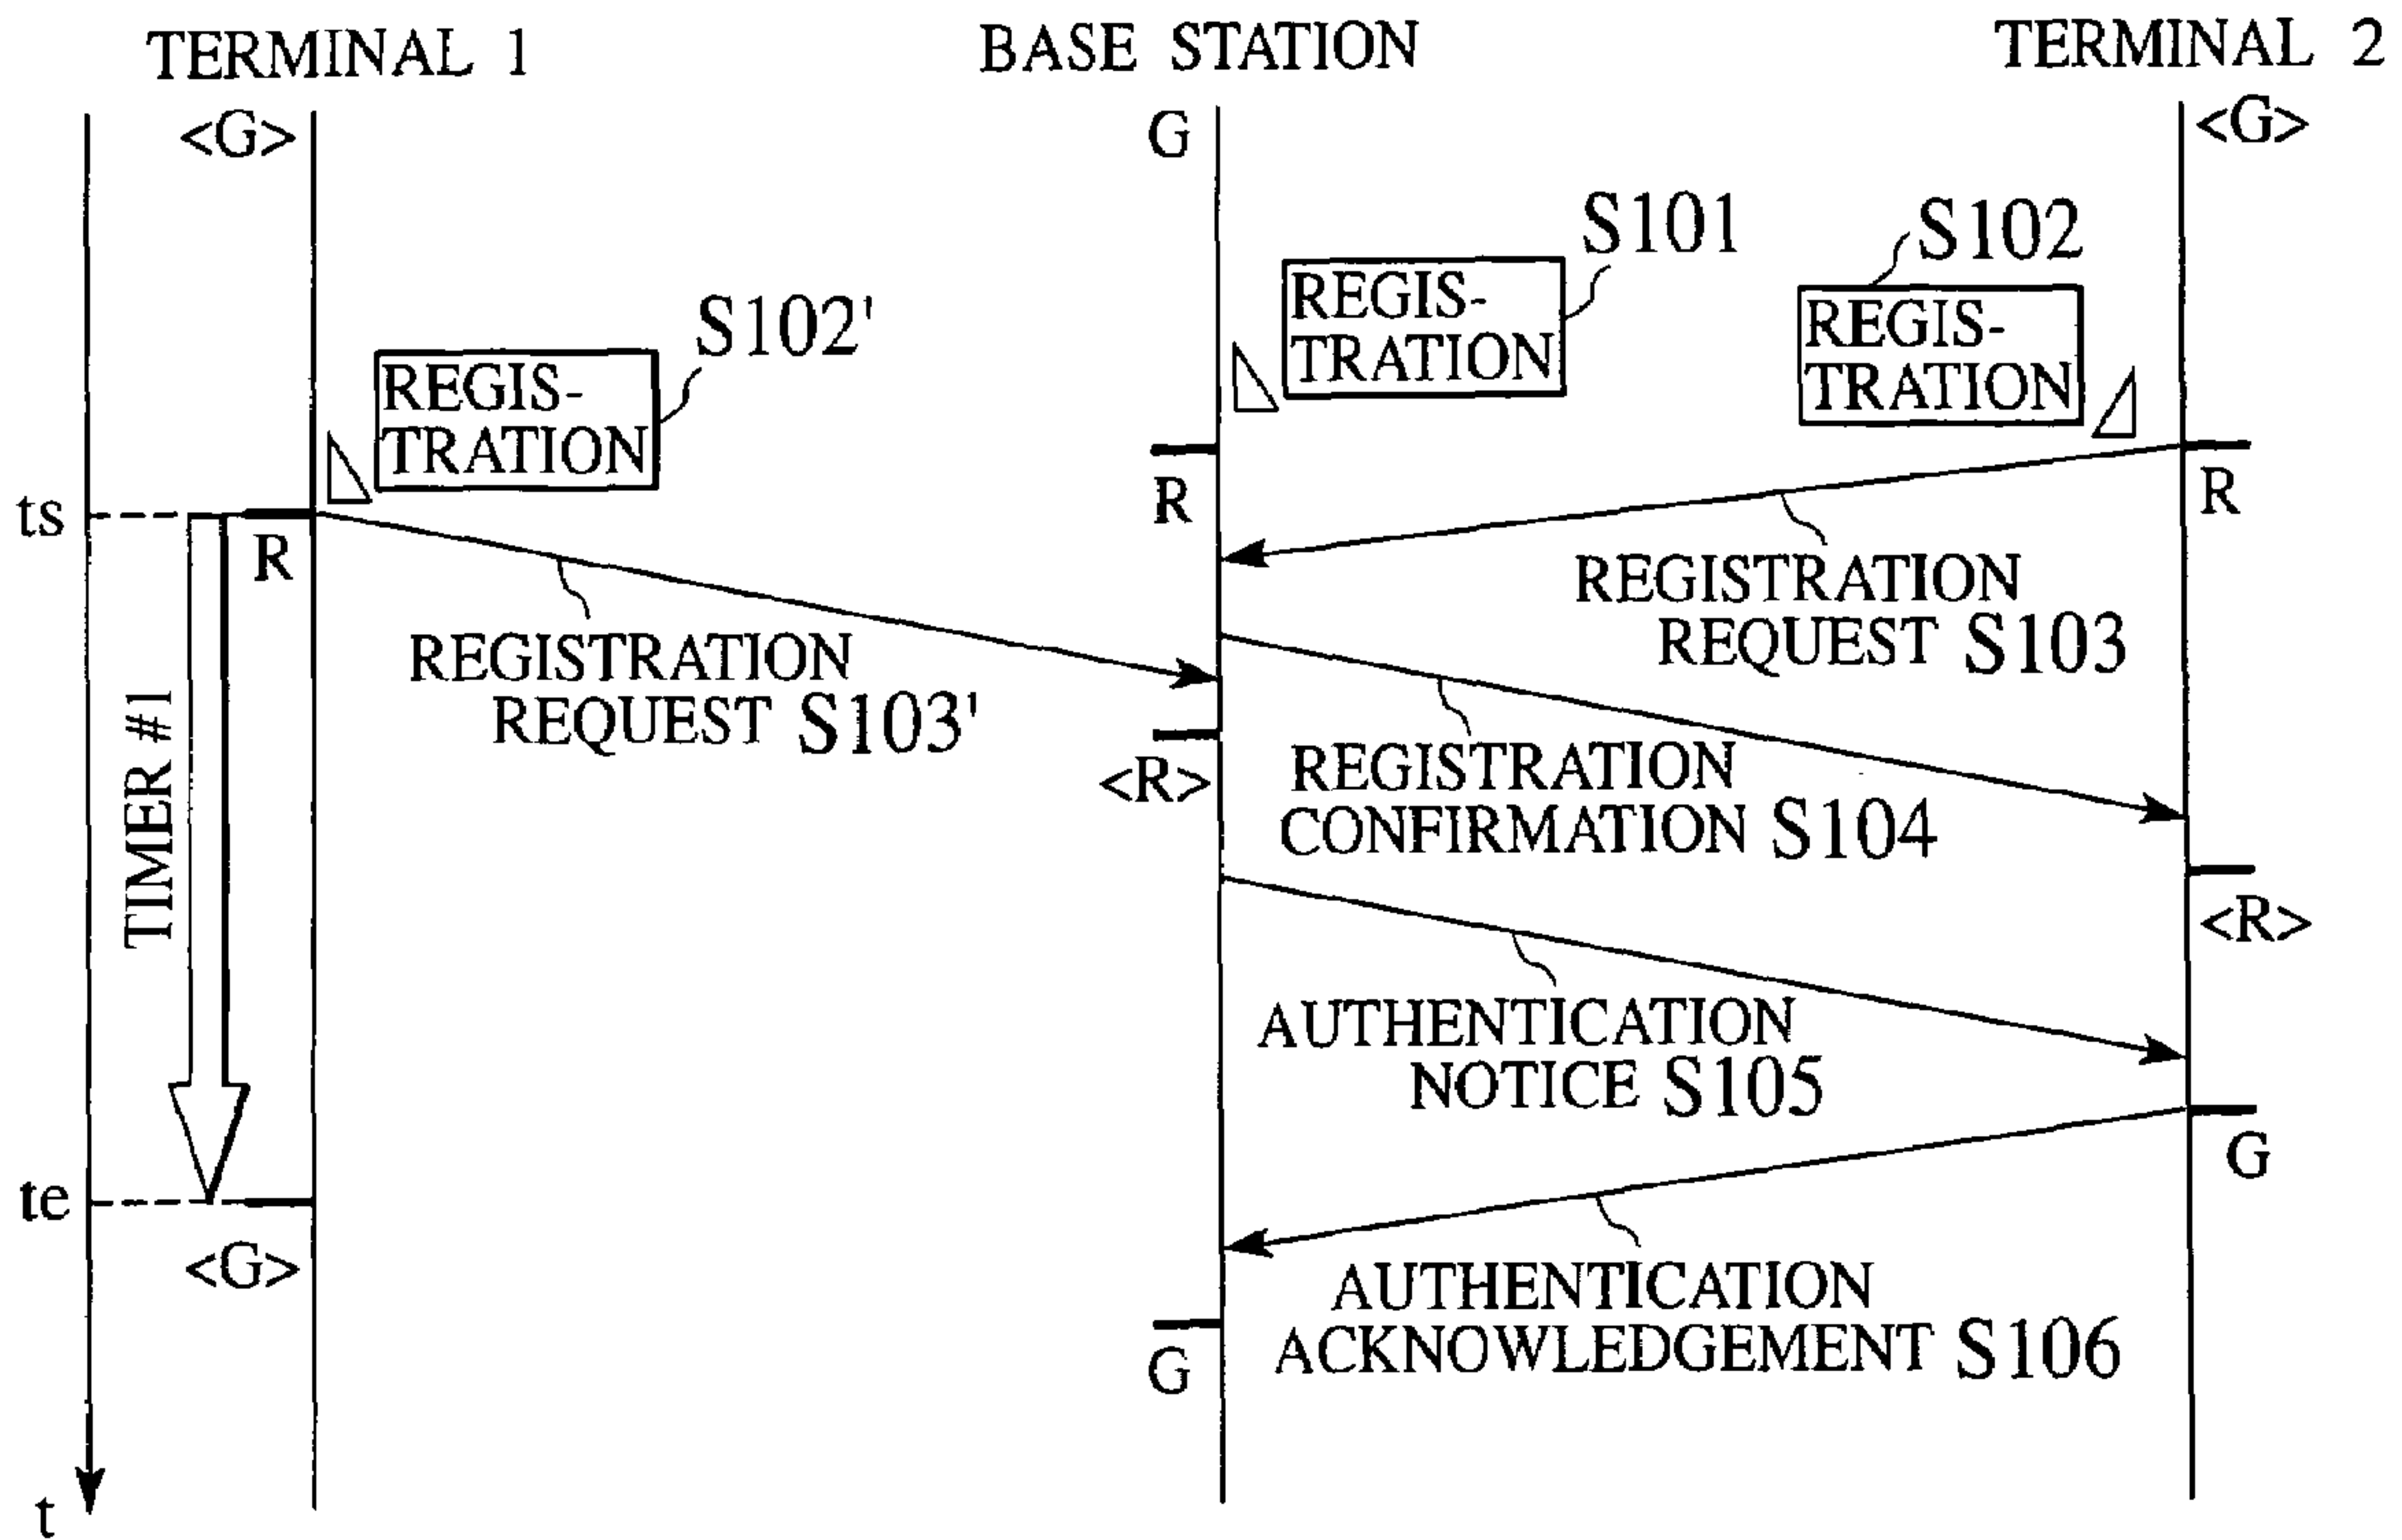 TERMINAL 1
BASE STATION
TERMINAL 2
<G>
G
<G>
S101
S102
REGIS-
TRATION
REGIS-
TRATION
S102'
REGIS-
TRATION
R
R
ts
R
REGISTRATION
REQUEST S103
REGISTRATION
REQUEST S103'
TIMER #1
<R>
REGISTRATION
CONFIRMATION S104
<R>
AUTHENTICATION
NOTICE S105
G
te
<G>
AUTHENTICATION
ACKNOWLEDGEMENT S106
G
t